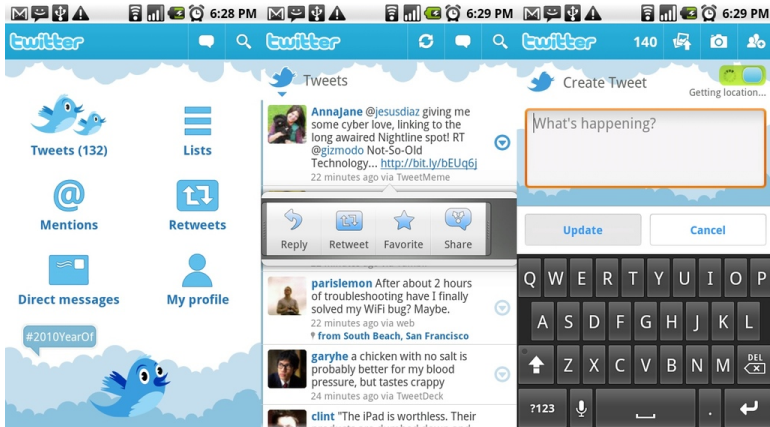 6:28 PM
twitter
Tweets (132)
Lists
@
Mentions
Retweets
Direct messages
My profile
#2010YearOf
6:29 PM
twitter
Tweets
AnnaJane @jesusdiaz giving me
some cyber love, linking to the
long awaired Nightline spot! RT
@gizmodo Not-So-Old
Technology... http://bit.ly/bEUq6j
22 minutes ago via TweetMeme
Reply
Retweet
Favorite
Share
parislemon After about 2 hours
of troubleshooting have I finally
solved my WiFi bug? Maybe.
22 minutes ago via web
from South Beach, San Francisco
garyhe a chicken with no salt is
probably better for my blood
pressure, but tastes crappy
24 minutes ago via TweetDeck
clint "The iPad is worthless. Their
6:29 PM
twitter
140
Create Tweet
Getting location...
What's happening?
Update
Cancel
Q W E R T Y U I O P
A S D F G H J K L
Z X C V B N M DEL
?123 .